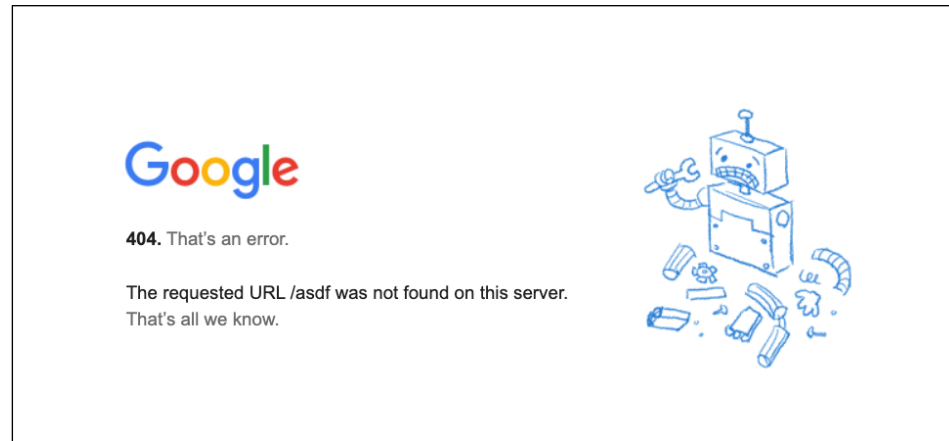 Google
404. That’s an error.
The requested URL /asdf was not found on this server.
That’s all we know.